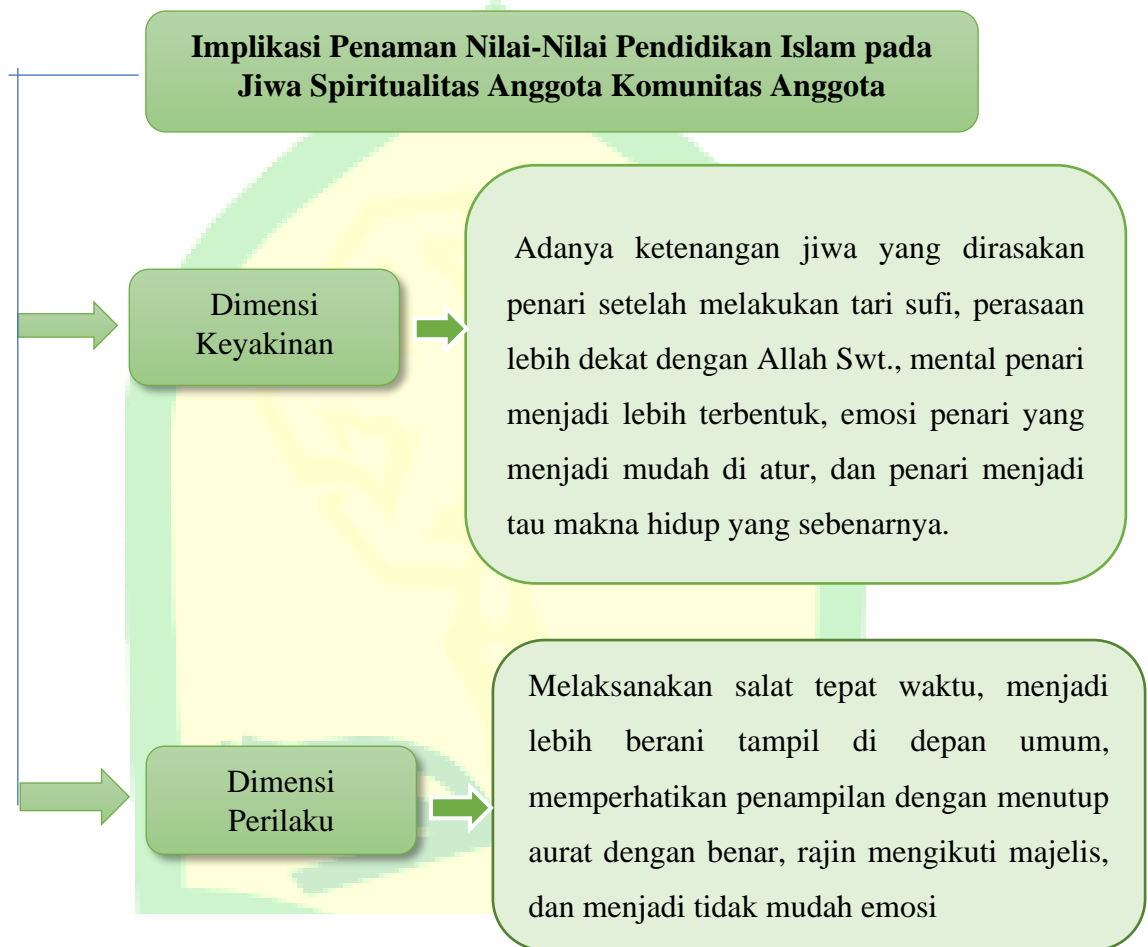 Implikasi Penaman Nilai-Nilai Pendidikan Islam pada
Jiwa Spiritualitas Anggota Komunitas Anggota
Dimensi
Keyakinan
Adanya ketenangan jiwa yang dirasakan
penari setelah melakukan tari sufi, perasaan
lebih dekat dengan Allah Swt., mental penari
menjadi lebih terbentuk, emosi penari yang
menjadi mudah di atur, dan penari menjadi
tau makna hidup yang sebenarnya.
Dimensi
Perilaku
Melaksanakan salat tepat waktu, menjadi
lebih berani tampil di depan umum,
memperhatikan penampilan dengan menutup
aurat dengan benar, rajin mengikuti majelis,
dan menjadi tidak mudah emosi